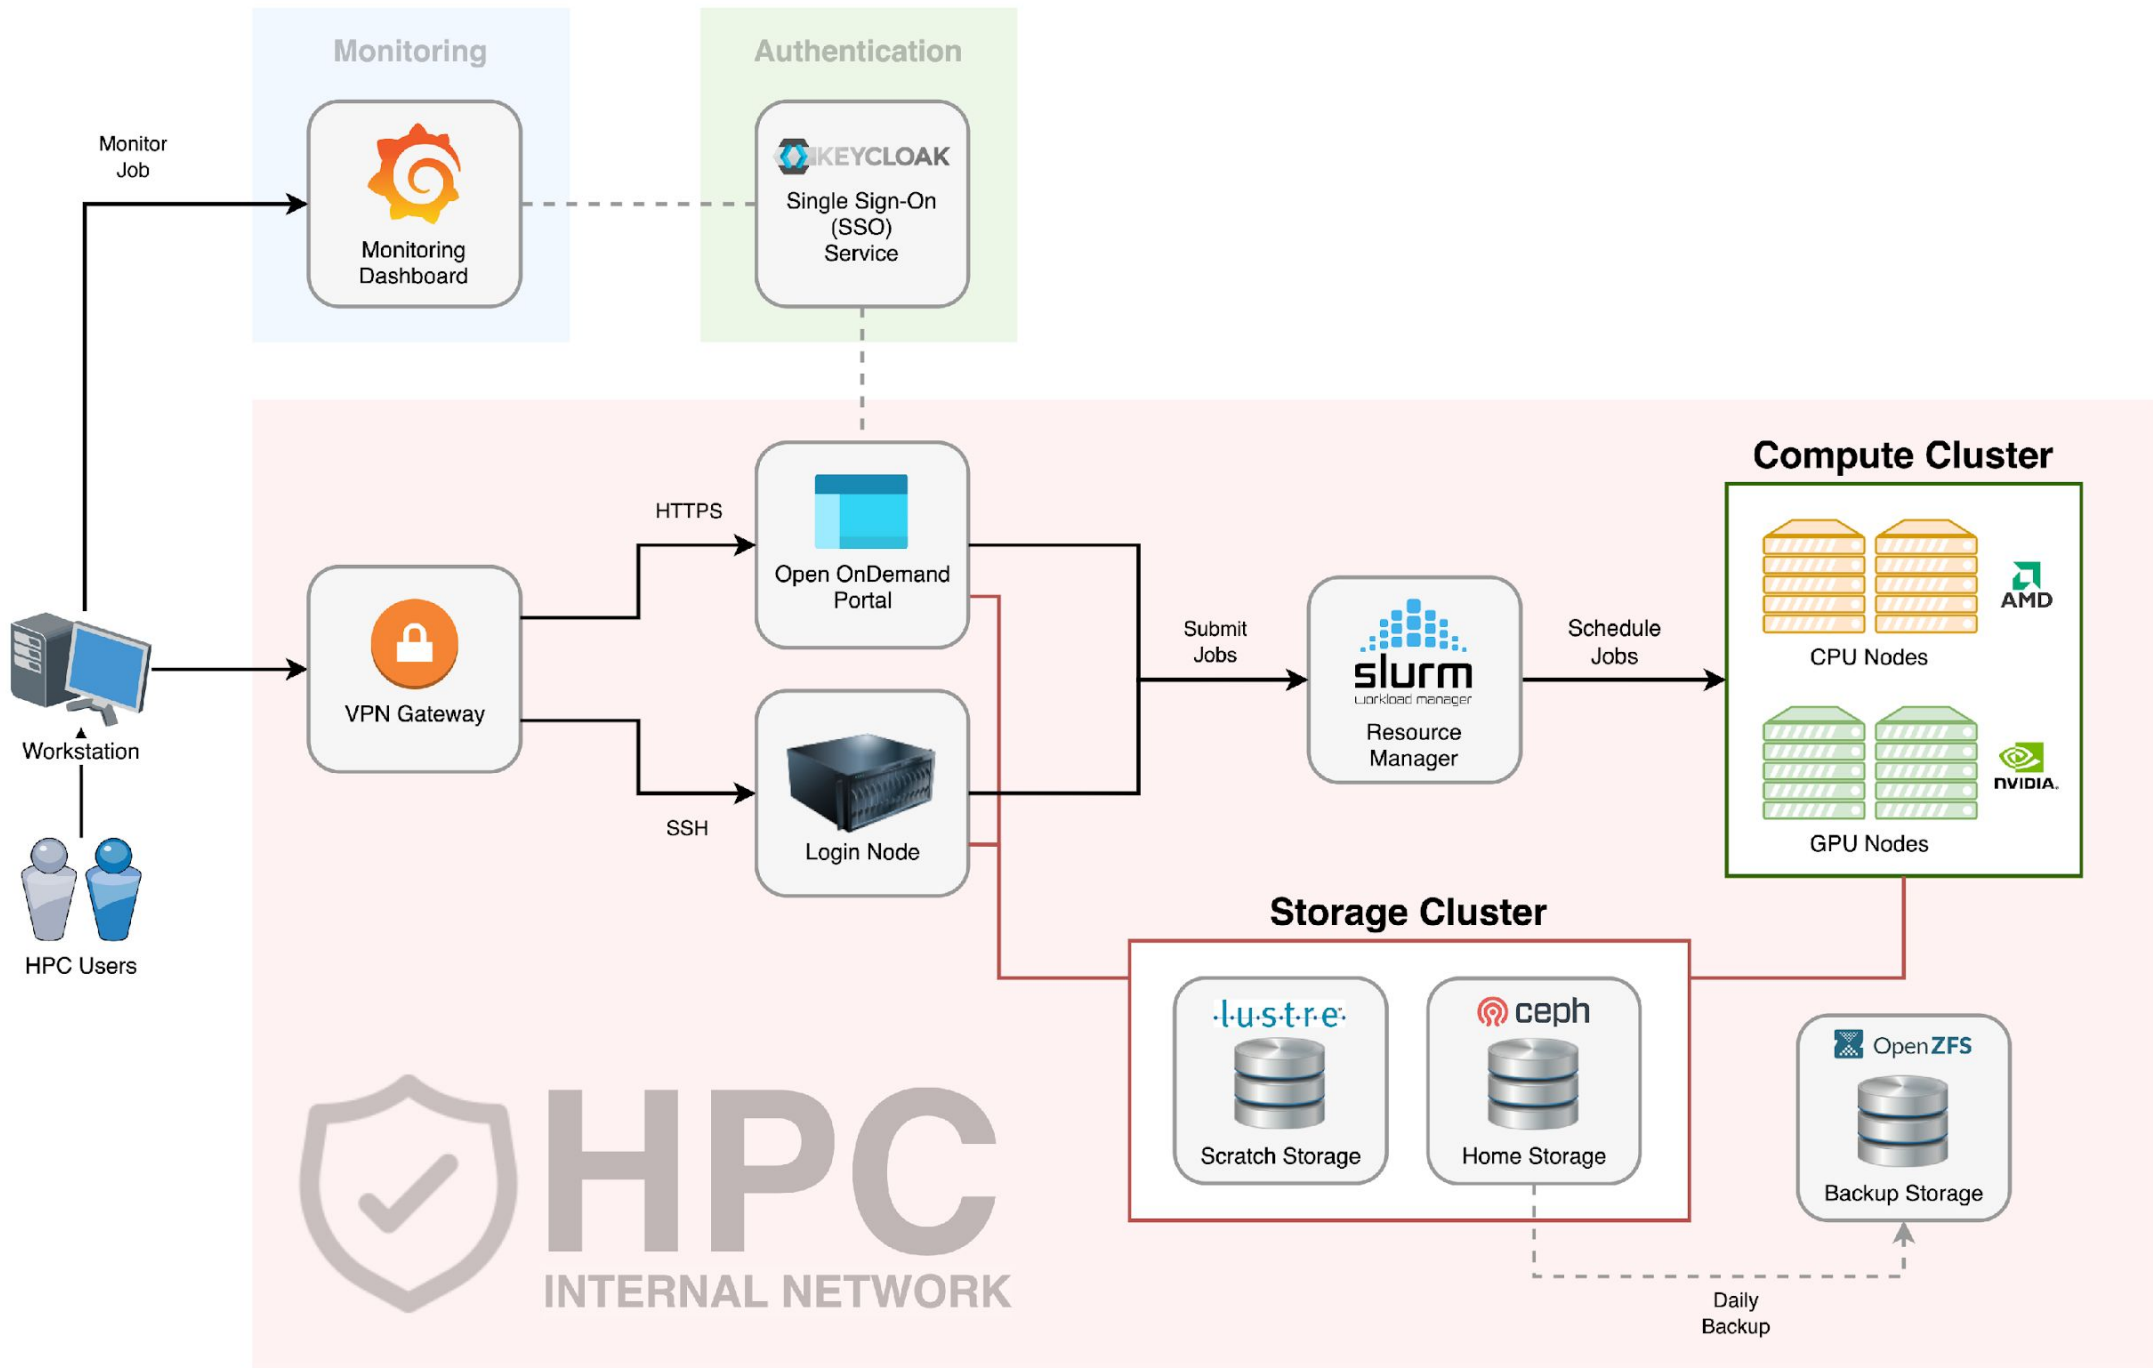 Monitoring
Authentication
Monitor
Job
Monitoring
Dashboard
KEYCLOAK
Single Sign-On
(SSO)
Service
HTTPS
Open OnDemand
Portal
VPN Gateway
SSH
Login Node
Workstation
HPC Users
Submit
Jobs
slurm
workload manager
Resource
Manager
Schedule
Jobs
Compute Cluster
AMD
CPU Nodes
NVIDIA.
GPU Nodes
Storage Cluster
·l·u·s·t·r·e·
Scratch Storage
ceph
Home Storage
OpenZFS
Backup Storage
Daily
Backup
HPC
INTERNAL NETWORK